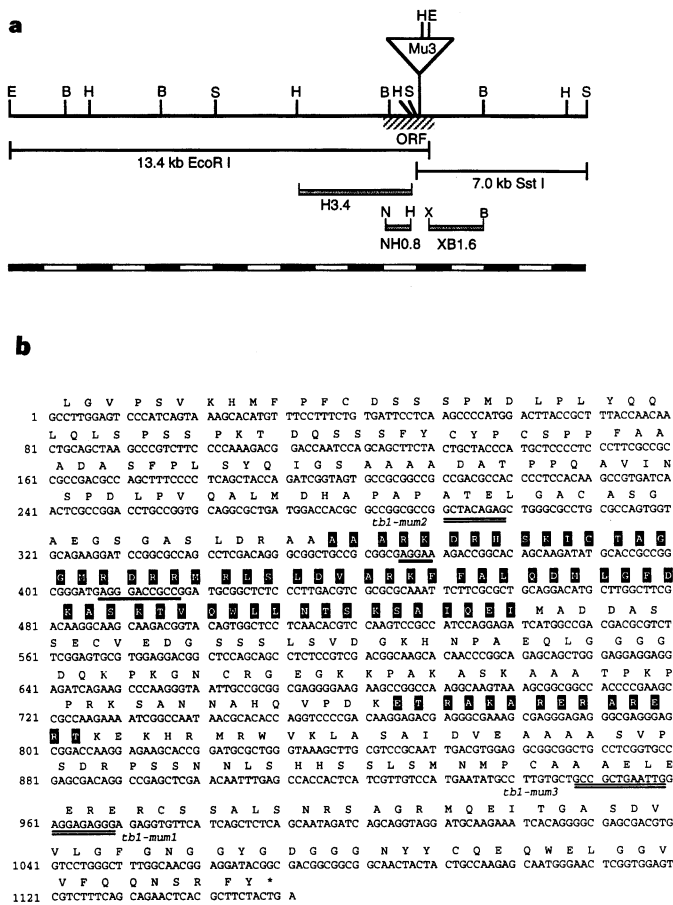 a
HE
Mu3
E B H B S H B H S B H S
ORF
13.4 kb EcoR I
7.0 kb Sst I
H3.4
N H X B
NH0.8 XB1.6
b
L G V P S V K H M F P F C D S S S P M D L P L Y Q Q
1 GCCTTGGAGT CCCATCAGTA AAGCACATGT TTCCTTTCTG TGATTCCTCA AGCCCCATGG ACTTACCGCT TTACCAACAA
L Q L S P S S P K T D Q S S S F Y C Y P C S P P F A A
81 CTGCAGCTAA GCCCGTCTTC CCCAAAGACG GACCAATCCA GCAGCTTCTA CTGCTACCCA TGCTCCCCTC CCTTCGCCGC
A D A S F P L S Y Q I G S A A A A D A T P P Q A V I N
161 CGCCGACGCC AGCTTTCCCC TCAGCTACCA GATCGGTAGT GCCGCGGCCG CCGACGCCAC CCCTCCACAA GCCGTGATCA
S P D L P V Q A L M D H A P A P A T E L G A C A S G
241 ACTCGCCGGA CCTGCCGGTG CAGGCGCTGA TGGACCACGC GCCGGCGCCG GCTACAGAGC TGGGCGCCTG CGCCAGTGGT
tb1-mum2
A E G S G A S L D R A A A A A R K D R H S K I C T A G
321 GCAGAAGGAT CCGGCGCCAG CCTCGACAGG GCGGCTGCCG CGGCGAGGAA AGACCGGCAC AGCAAGATAT GCACCGCCGG
G M R D R R M R L S L D V A R K F F A L Q D M L G F D
401 CGGGATGAGG GACCGCCGGA TGCGGCTCTC CCTTGACGTC GCGCGCAAAT TCTTCGCGCT GCAGGACATG CTTGGCTTCG
K A S K T V Q W L L N T S K S A I Q E I M A D D A S
481 ACAAGGCAAG CAAGACGGTA CAGTGGCTCC TCAACACGTC CAAGTCCGCC ATCCAGGAGA TCATGGCCGA CGACGCGTCT
S E C V E D G S S S L S V D G K H N P A E Q L G G G G
561 TCGGAGTGCG TGGAGGACGG CTCCAGCAGC CTCTCCGTCG ACGGCAAGCA CAACCCGGCA GAGCAGCTGG GAGGAGGAGG
D Q K P K G N C R G E G K K P A K A S K A A A T P K P
641 AGATCAGAAG CCCAAGGGTA ATTGCCGCGG CGAGGGGAAG AAGCCGGCCA AGGCAAGTAA AGCGGCGGCC ACCCCGAAGC
P R K S A N N A H Q V P D K E T R A K A R E R A R E
721 CGCCAAGAAA ATCGGCCAAT AACGCACACC AGGTCCCCGA CAAGGAGACG AGGGCGAAAG CGAGGGAGAG GGCGAGGGAG
R T K E K H R M R W V K L A S A I D V E A A A A S V P
801 CGGACCAAGG AGAAGCACCG GATGCGCTGG GTAAAGCTTG CGTCCGCAAT TGACGTGGAG GCGGCGGCTG CCTCGGTGCC
S D R P S S N N L S H H S S L S M N M P C A A A E L E
881 GAGCGACAGG CCGAGCTCGA ACAATTTGAG CCACCACTCA TCGTTGTCCA TGAATATGCC TTGTGCTGCC GCTGAATTGG
tb1-mum3
E R E R C S S A L S N R S A G R M Q E I T G A S D V
961 AGGAGAGGGA GAGGTGTTCA TCAGCTCTCA GCAATAGATC AGCAGGTAGG ATGCAAGAAA TCACAGGGGC GAGCGACGTG
tb1-mum1
V L G F G N G G Y G D G G G N Y Y C Q E Q W E L G G V
1041 GTCCTGGGCT TTGGCAACGG AGGATACGGC GACGGCGGCG GCAACTACTA CTGCCAAGAG CAATGGGAAC TCGGTGGAGT
V F Q Q N S R F Y *
1121 CGTCTTTCAG CAGAACTCAC GCTTCTACTG A